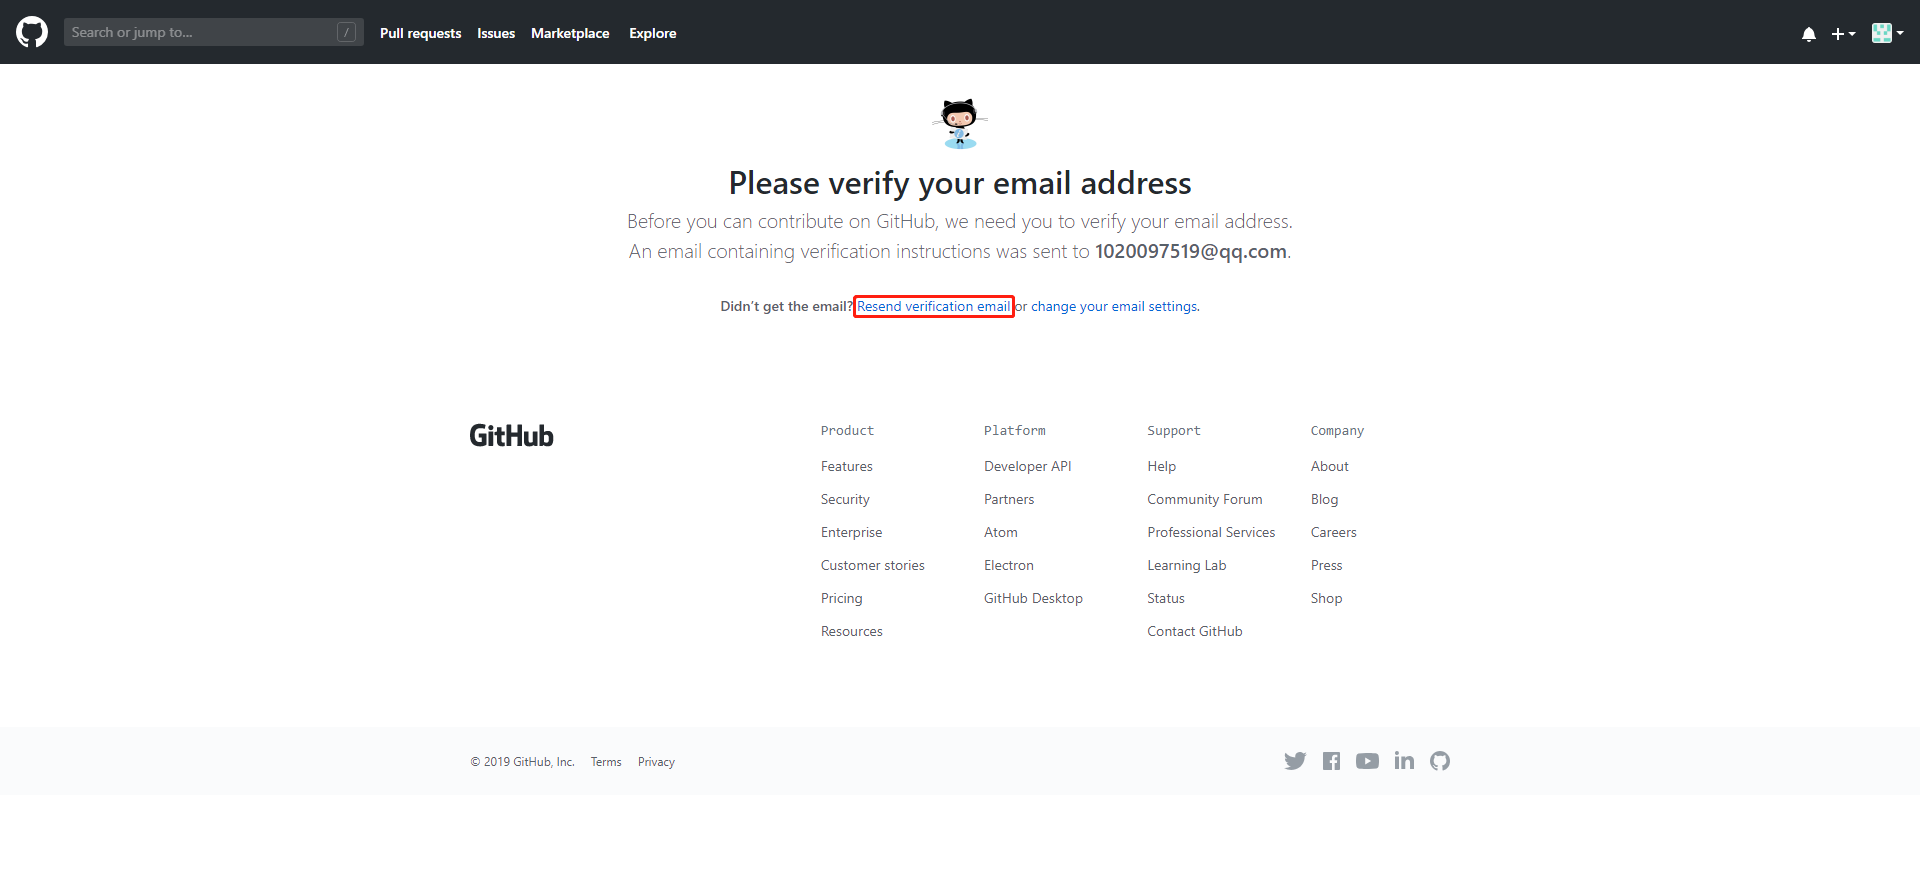 Search or jump to... /
Pull requests Issues Marketplace Explore
Please verify your email address
Before you can contribute on GitHub, we need you to verify your email address.
An email containing verification instructions was sent to 1020097519@qq.com.
Didn't get the email? Resend verification email or change your email settings.
GitHub
Product
Features
Security
Enterprise
Customer stories
Pricing
Resources
Platform
Developer API
Partners
Atom
Electron
GitHub Desktop
Support
Help
Community Forum
Professional Services
Learning Lab
Status
Contact GitHub
Company
About
Blog
Careers
Press
Shop
© 2019 GitHub, Inc. Terms Privacy